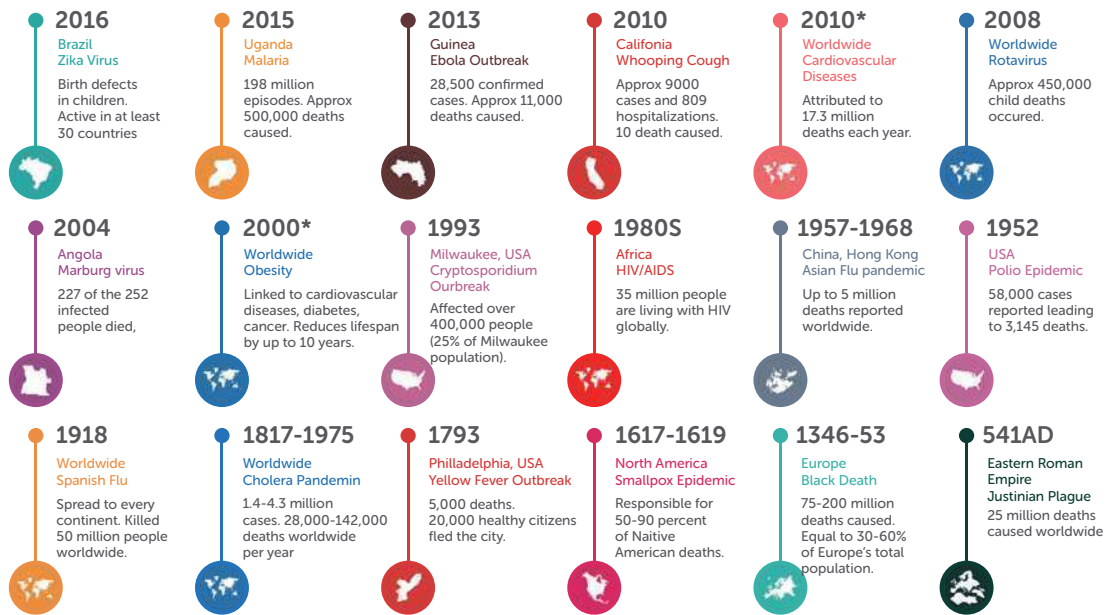 2016
Brazil
Zika Virus
Birth defects
in children.
Active in at least
30 countries
2015
Uganda
Malaria
198 million
episodes. Approx
500,000 deaths
caused.
2013
Guinea
Ebola Outbreak
28,500 confirmed
cases. Approx 11,000
deaths caused.
2010
Califonia
Whooping Cough
Approx 9000
cases and 809
hospitalizations.
10 death caused.
2010*
Worldwide
Cardiovascular
Diseases
Attributed to
17.3 million
deaths each year.
2008
Worldwide
Rotavirus
Approx 450,000
child deaths
occured.
2004
Angola
Marburg virus
227 of the 252
infected
people died,
2000*
Worldwide
Obesity
Linked to cardiovascular
diseases, diabetes,
cancer. Reduces lifespan
by up to 10 years.
1993
Milwaukee, USA
Cryptosporidium
Ourbreak
Affected over
400,000 people
(25% of Milwaukee
population).
1980S
Africa
HIV/AIDS
35 million people
are living with HIV
globally.
1957-1968
China, Hong Kong
Asian Flu pandemic
Up to 5 million
deaths reported
worldwide.
1952
USA
Polio Epidemic
58,000 cases
reported leading
to 3,145 deaths.
1918
Worldwide
Spanish Flu
Spread to every
continent. Killed
50 million people
worldwide.
1817-1975
Worldwide
Cholera Pandemin
1.4-4.3 million
cases. 28,000-142,000
deaths worldwide
per year
1793
Philladelphia, USA
Yellow Fever Outbreak
5,000 deaths.
20,000 healthy citizens
fled the city.
1617-1619
North America
Smallpox Epidemic
Responsible for
50-90 percent
of Naitive
American deaths.
1346-53
Europe
Black Death
75-200 million
deaths caused.
Equal to 30-60%
of Europe's total
population.
541AD
Eastern Roman
Empire
Justinian Plague
25 million deaths
caused worldwide